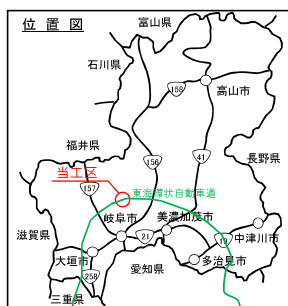 位置図
富山県
石川県
158
高山市
福井県
長野県
当工区
156
41
157
東海環状自動車道
美濃加茂市
岐阜市
滋賀県
21
19
中津川市
大垣市
多治見市
258
愛知県
三重県